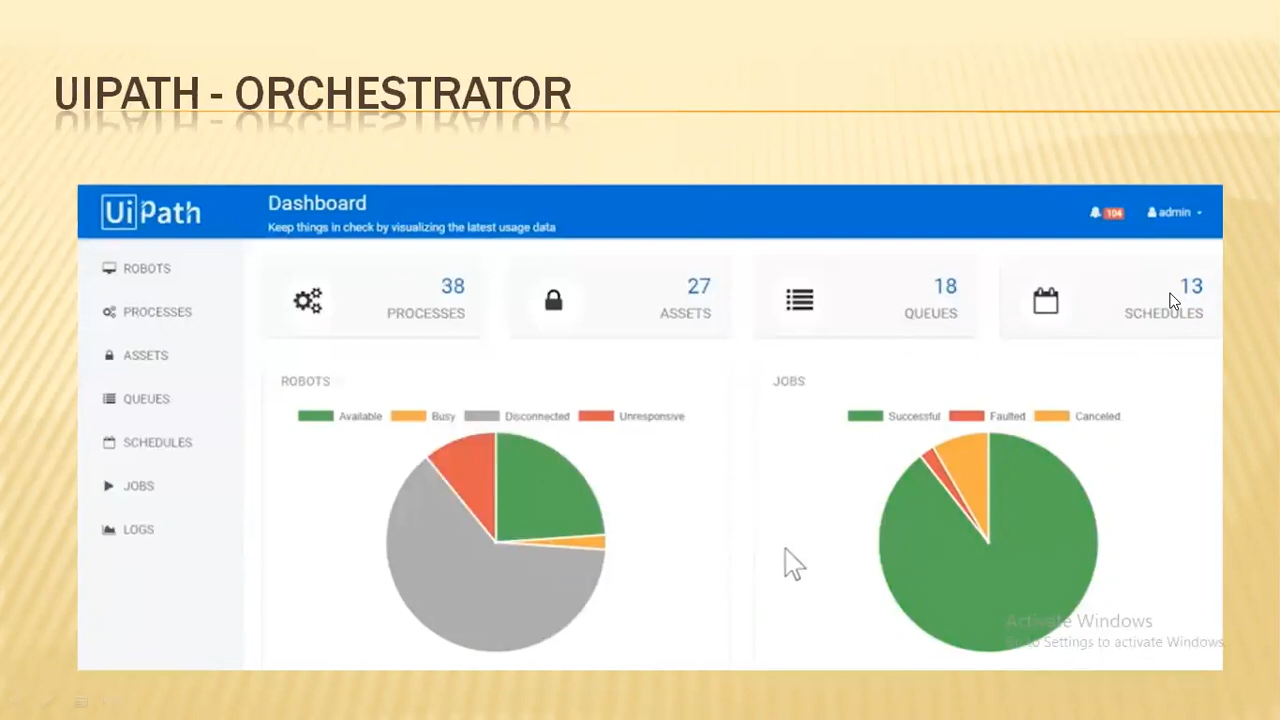 UIPATH - ORCHESTRATOR
UiPath
Dashboard
Keep things in check by visualizing the latest usage data
104
admin
ROBOTS
PROCESSES
ASSETS
QUEUES
SCHEDULES
JOBS
LOGS
38
PROCESSES
27
ASSETS
18
QUEUES
13
SCHEDULES
ROBOTS
Available Busy Disconnected Unresponsive
JOBS
Successful Faulted Canceled
Activate Windows
Go to Settings to activate Windows.